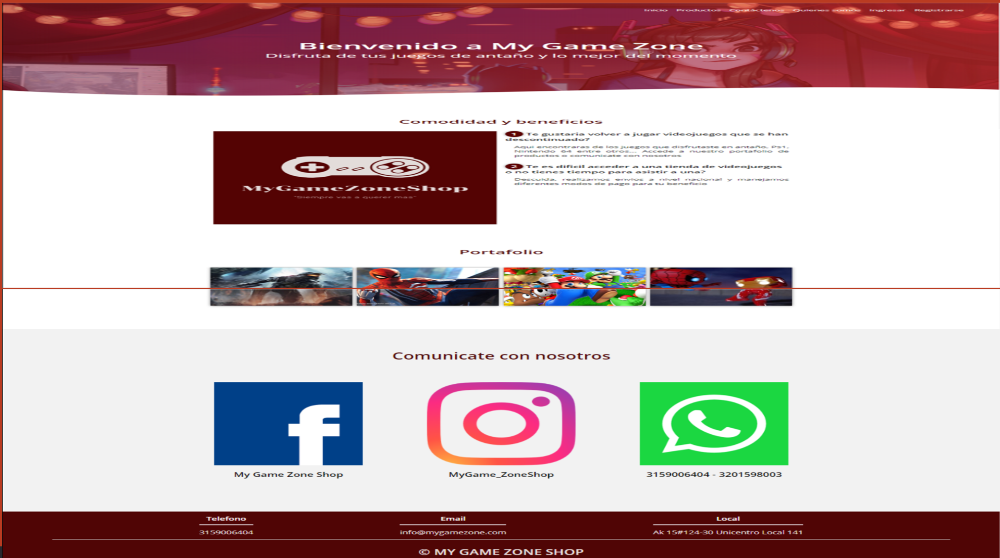 Inicio Productos Contáctenos Quienes somos Ingresar Registrarse
Bienvenido a My Game Zone
Disfruta de tus juegos de antaño y lo mejor del momento
Comodidad y beneficios
MyGameZoneShop
"Siempre vas a querer mas"
1 Te gustaria volver a jugar videojuegos que se han
descontinuado?
Aqui encontraras de los juegos que disfrutaste en antaño, Ps1,
Nintendo 64 entre otros... Accede a nuestro portafolio de
productos o comunicate con nosotros
2 Te es dificil acceder a una tienda de videojuegos
o no tienes tiempo para asistir a una?
Descuida, realizamos envios a nivel nacional y manejamos
diferentes modos de pago para tu beneficio
Portafolio
Comunicate con nosotros
My Game Zone Shop
MyGame_ZoneShop
3159006404 - 3201598003
Telefono
3159006404
Email
info@mygamezone.com
Local
Ak 15#124-30 Unicentro Local 141
© MY GAME ZONE SHOP